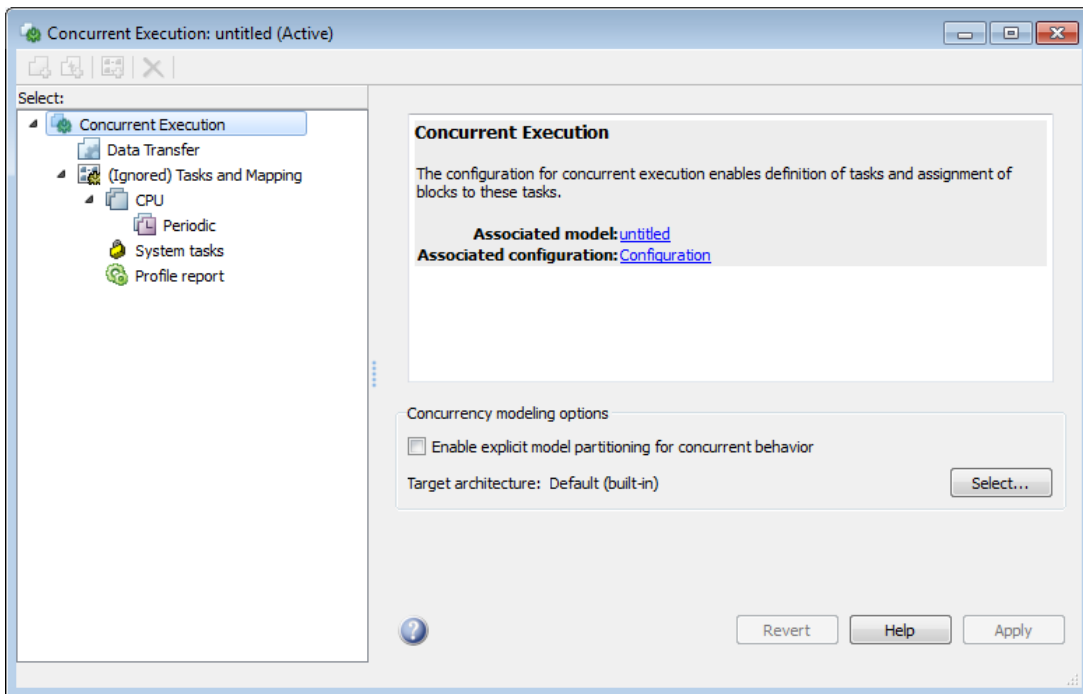 Concurrent Execution: untitled (Active)
Select:
Concurrent Execution
Data Transfer
(Ignored) Tasks and Mapping
CPU
Periodic
System tasks
Profile report
Concurrent Execution
The configuration for concurrent execution enables definition of tasks and assignment of
blocks to these tasks.
Associated model: untitled
Associated configuration: Configuration
Concurrency modeling options
Enable explicit model partitioning for concurrent behavior
Target architecture: Default (built-in)
Select...
Revert
Help
Apply